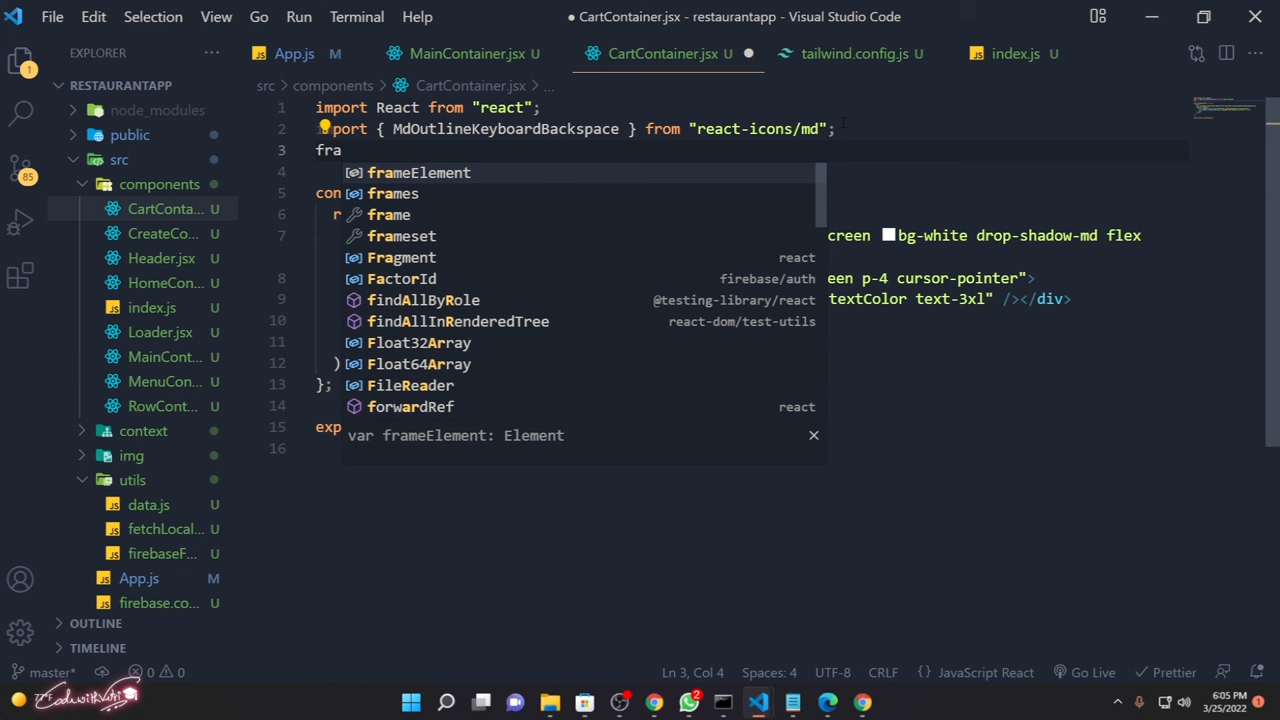 File Edit Selection View Go Run Terminal Help
● CartContainer.jsx - restaurantapp - Visual Studio Code
EXPLORER ...
App.js M MainContainer.jsx U CartContainer.jsx U ● tailwind.config.js U index.js U
RESTAURANTAPP
src > components > CartContainer.jsx > ...
node_modules
public
src
components
CartConta... U
CreateCo... U
Header.jsx U
HomeCon... U
index.js U
Loader.jsx U
MainCont... U
MenuCon... U
RowCont... U
context
img
utils
data.js U
fetchLocal... U
firebaseF... U
App.js M
firebase.co... U
OUTLINE
TIMELINE
1 import React from "react";
2 import { MdOutlineKeyboardBackspace } from "react-icons/md";
3 fra
4
5 con
6 r
7 creen bg-white drop-shadow-md flex
8 een p-4 cursor-pointer">
9 textColor text-3xl" /></div>
10
11
12 )
13 };
14
15 exp
16
frameElement
frames
frame
frameset
Fragment react
FactorId firebase/auth
findAllByRole @testing-library/react
findAllInRenderedTree react-dom/test-utils
Float32Array
Float64Array
FileReader
forwardRef react
var frameElement: Element
1
85
master* 0 0 Ln 3, Col 4 Spaces: 4 UTF-8 CRLF JavaScript React Go Live Prettier
2
6:05 PM
3/25/2022
1